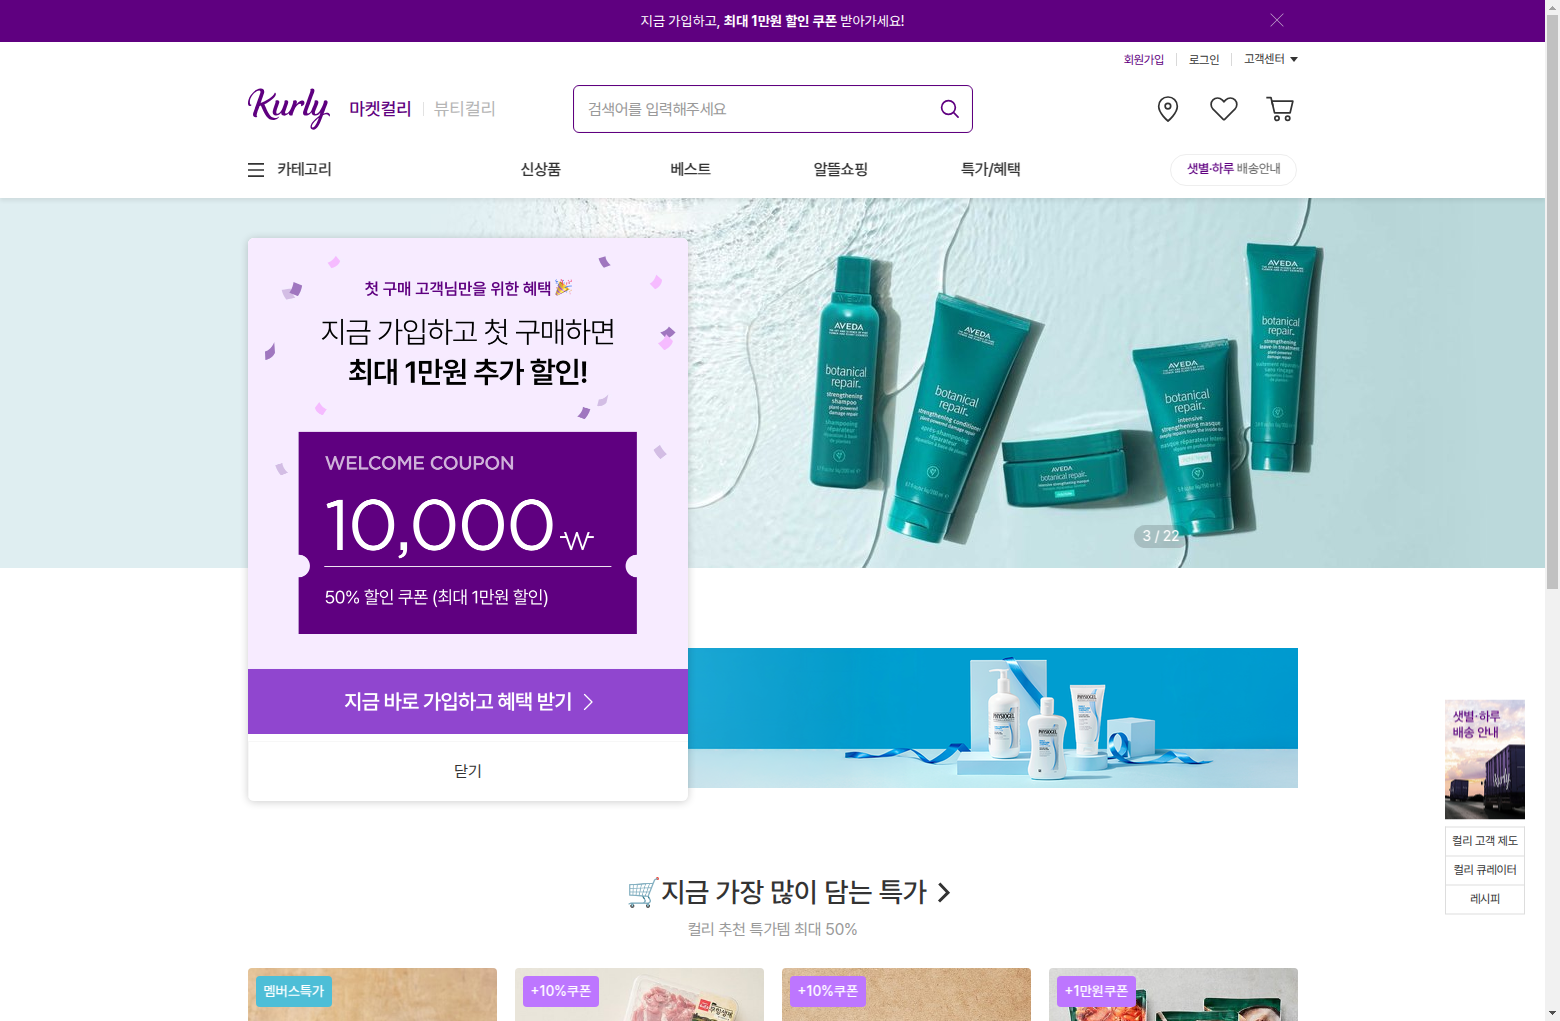 지금 가입하고, 최대 1만원 할인 쿠폰 받아가세요!
회원가입
로그인
고객센터
Kurly
마켓컬리
뷰티컬리
검색어를 입력해주세요
카테고리
신상품
베스트
알뜰쇼핑
특가/혜택
샛별·하루 배송안내
첫 구매 고객님만을 위한 혜택
지금 가입하고 첫 구매하면
최대 1만원 추가 할인!
WELCOME COUPON
10,000₩
50% 할인 쿠폰 (최대 1만원 할인)
지금 바로 가입하고 혜택 받기
닫기
AVEDA
botanical
repair™
strengthening
shampoo
AVEDA
botanical
repair™
strengthening conditioner
AVEDA
botanical repair™
AVEDA
botanical
repair™
intensive
strengthening masque
AVEDA
botanical
repair™
strengthening
leave-in treatment
3 / 22
PHYSIOGEL
PHYSIOGEL
PHYSIOGEL
샛별·하루
배송 안내
Kurly
컬리 고객 제도
컬리 큐레이터
레시피
지금 가장 많이 담는 특가
컬리 추천 특가템 최대 50%
멤버스특가
+10%쿠폰
+10%쿠폰
+1만원쿠폰